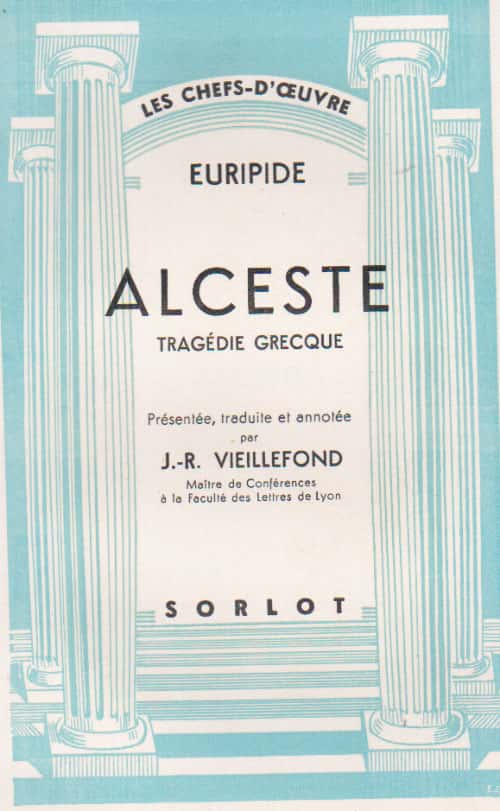 LES CHEFS-D'ŒUVRE
EURIPIDE
ALCESTE
TRAGÉDIE GRECQUE
Présentée, traduite et annotée
par
J.-R. VIEILLEFOND
Maître de Conférences
à la Faculté des Lettres de Lyon
SORLOT